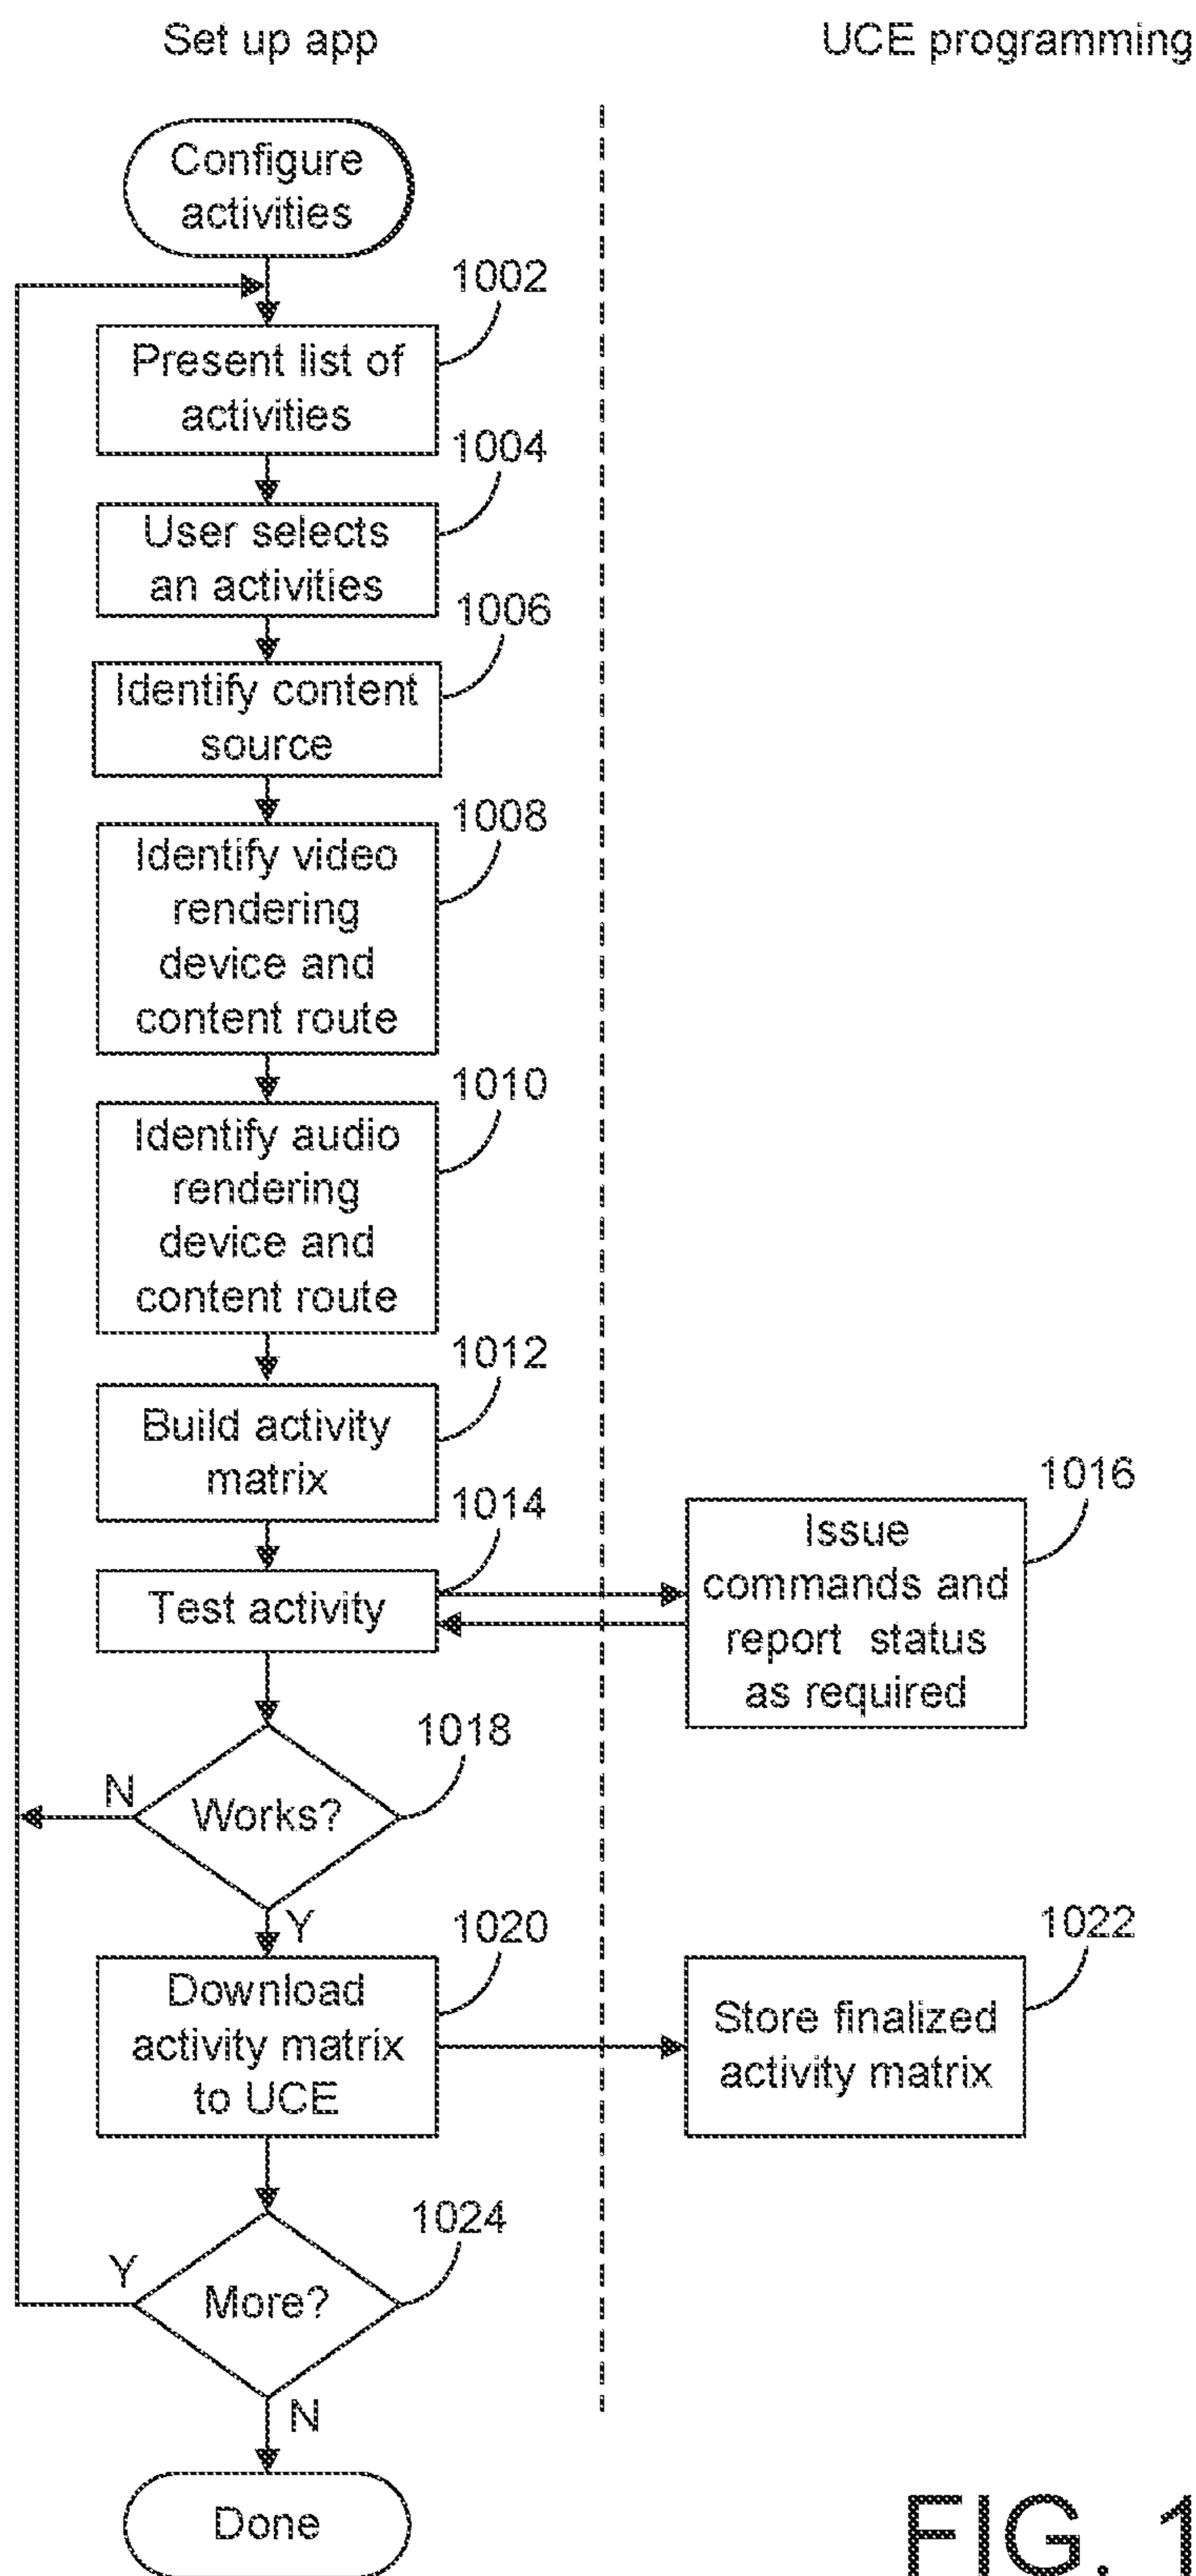 Set up app
UCE programming
Configure
activities
1002
Present list of
activities
1004
User selects
an activities
1006
Identify content
source
1008
Identify video
rendering
device and
content route
1010
Identify audio
rendering
device and
content route
1012
Build activity
matrix
1014
Test activity
1016
Issue
commands and
report status
as required
1018
Works?
N
Y
1020
Download
activity matrix
to UCE
1022
Store finalized
activity matrix
1024
More?
Y
N
Done
FIG. 1